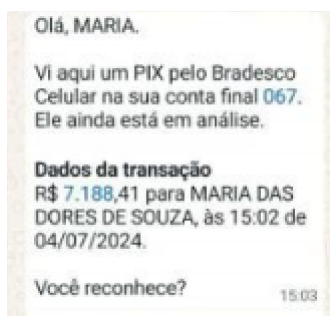 Olá, MARIA.
Vi aqui um PIX pelo Bradesco
Celular na sua conta final 067.
Ele ainda está em análise.
Dados da transação
R$ 7.188,41 para MARIA DAS
DORES DE SOUZA, às 15:02 de
04/07/2024.
Você reconhece?
15:03